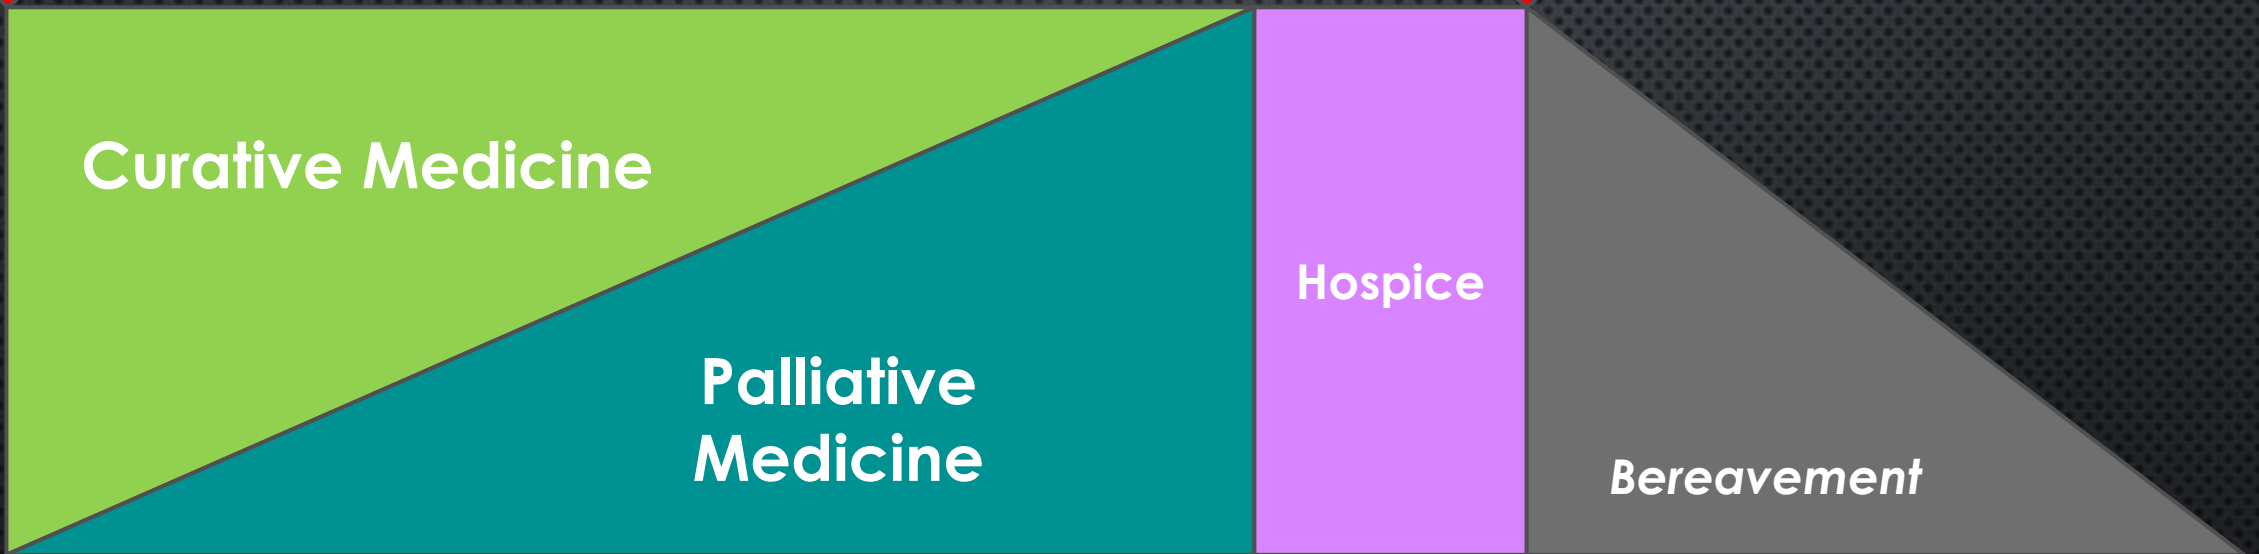 Curative Medicine
Palliative
Medicine
Hospice
Bereavement